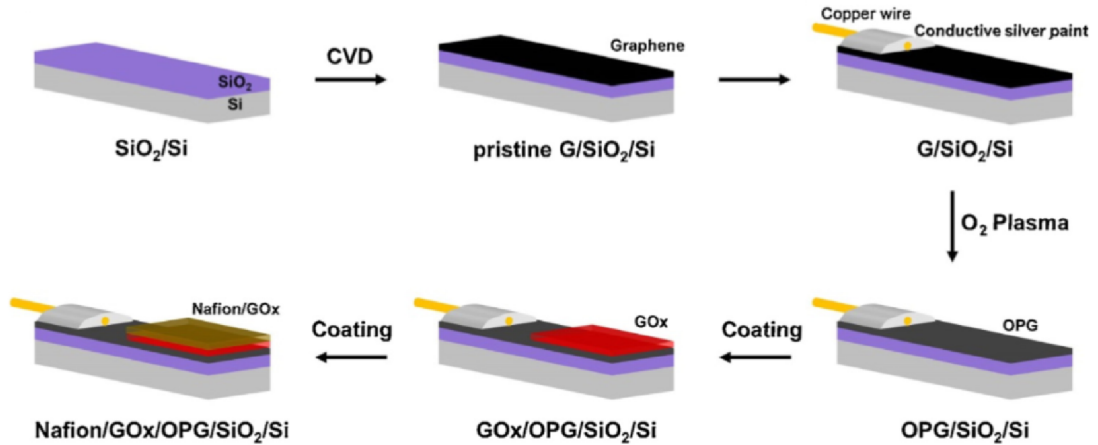 SiO₂
Si
SiO₂/Si
CVD
Graphene
pristine G/SiO₂/Si
Copper wire
Conductive silver paint
G/SiO₂/Si
O₂ Plasma
OPG
OPG/SiO₂/Si
Coating
GOx
GOx/OPG/SiO₂/Si
Coating
Nafion/GOx
Nafion/GOx/OPG/SiO₂/Si